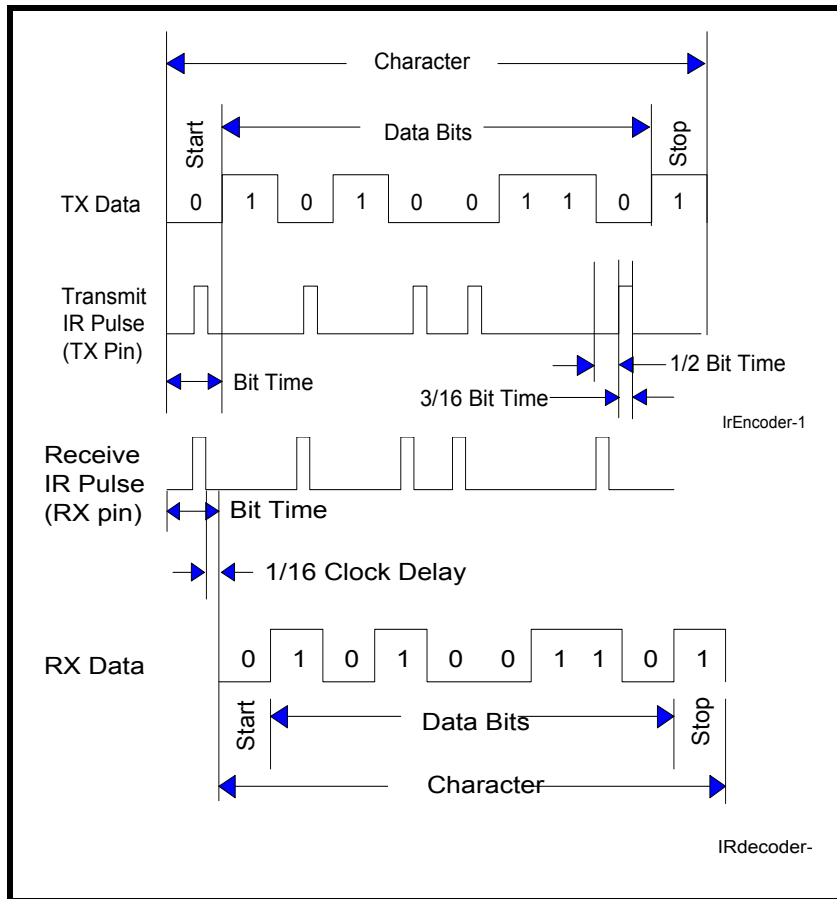 Character
Start
Data Bits
Stop
TX Data
0 1 0 1 0 0 1 1 0 1
Transmit
IR Pulse
(TX Pin)
Bit Time
1/2 Bit Time
3/16 Bit Time
IrEncoder-1
Receive
IR Pulse
(RX pin)
Bit Time
1/16 Clock Delay
RX Data
0 1 0 1 0 0 1 1 0 1
Start
Data Bits
Stop
Character
IRdecoder-